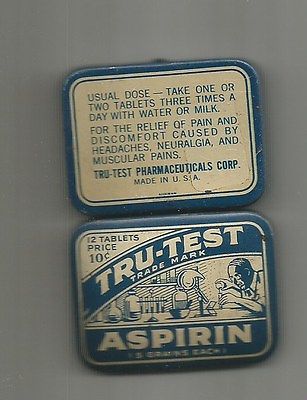 USUAL DOSE — TAKE ONE OR
TWO TABLETS THREE TIMES A
DAY WITH WATER OR MILK.
FOR THE RELIEF OF PAIN AND
DISCOMFORT CAUSED BY
HEADACHES, NEURALGIA, AND
MUSCULAR PAINS.
TRU-TEST PHARMACEUTICALS CORP.
MADE IN U.S.A.
12 TABLETS
PRICE
10¢
TRU-TEST
TRADE MARK
ASPIRIN
(5 GRAINS EACH)